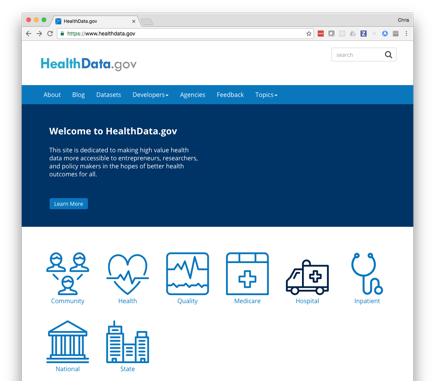 HealthData.gov
Chris
https://www.healthdata.gov
search
HealthData.gov
About Blog Datasets Developers Agencies Feedback Topics
Welcome to HealthData.gov
This site is dedicated to making high value health
data more accessible to entrepreneurs, researchers,
and policy makers in the hopes of better health
outcomes for all.
Learn More
Community Health Quality Medicare Hospital Inpatient
National State